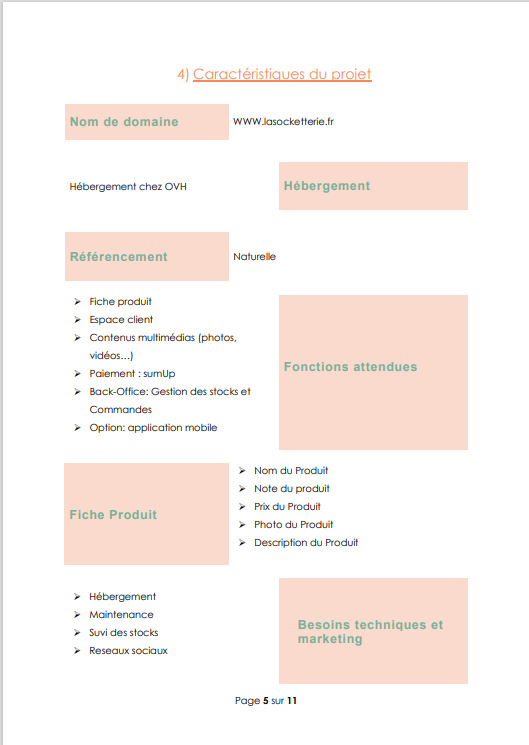 4) Caractéristiques du projet
Nom de domaine
WWW.lasocketterie.fr
Hébergement chez OVH
Hébergement
Référencement
Naturelle
➢ Fiche produit
➢ Espace client
➢ Contenus multimédias (photos,
vidéos...)
➢ Paiement : sumUp
➢ Back-Office: Gestion des stocks et
Commandes
➢ Option: application mobile
Fonctions attendues
Fiche Produit
➢ Nom du Produit
➢ Note du produit
➢ Prix du Produit
➢ Photo du Produit
➢ Description du Produit
➢ Hébergement
➢ Maintenance
➢ Suvi des stocks
➢ Reseaux sociaux
Besoins techniques et
marketing
Page 5 sur 11